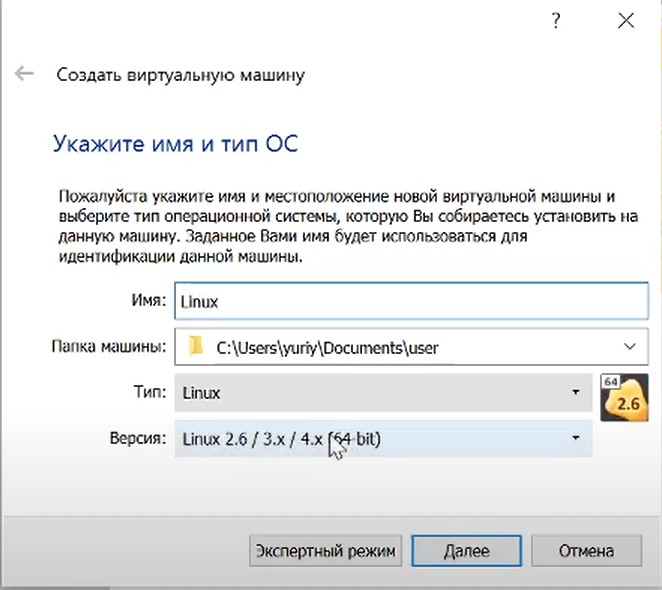 ?
Создать виртуальную машину
Укажите имя и тип ОС
Пожалуйста укажите имя и местоположение новой виртуальной машины и
выберите тип операционной системы, которую Вы собираетесь установить на
данную машину. Заданное Вами имя будет использоваться для
идентификации данной машины.
Имя: Linux
Папка машины: C:\Users\yuriy\Documents\user
Тип: Linux
64
2.6
Версия: Linux 2.6 / 3.x / 4.x (64-bit)
Экспертный режим Далее Отмена